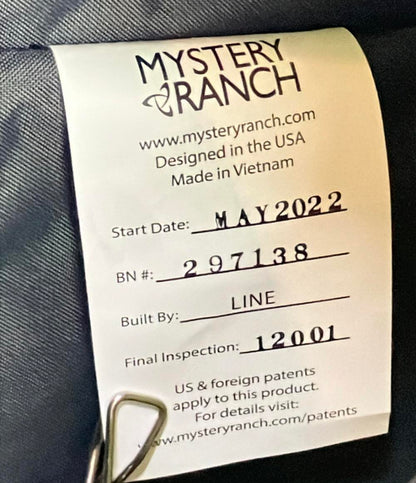 MYSTERY
RANCH
www.mysteryranch.com
Designed in the USA
Made in Vietnam
Start Date: MAY2022
BN #: 297138
Built By: LINE
Final Inspection: 12001
US & foreign patents
apply to this product.
For details visit:
www.mysteryranch.com/patents